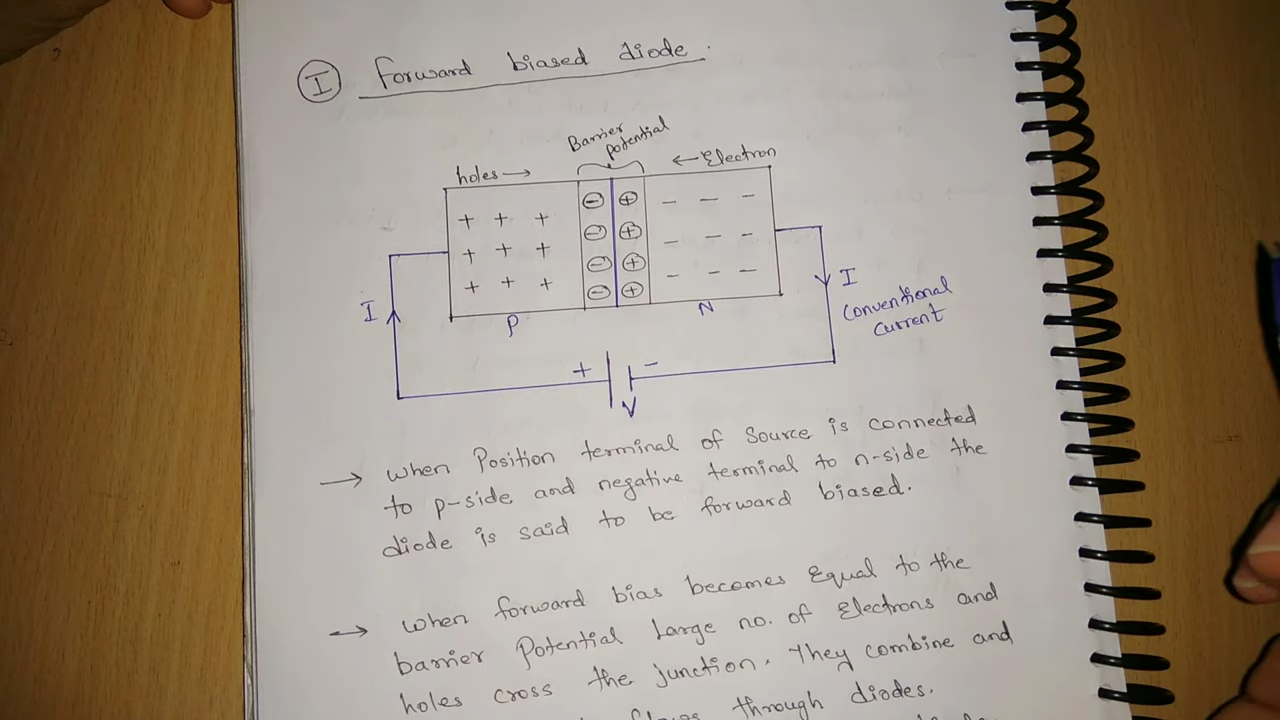 I Forward biased diode.
Barrier potential
holes → ← Electron
+ + + ⊖ ⊕ – – –
+ + + ⊖ ⊕ – – –
+ + + ⊖ ⊕ – – –
⊖ ⊕
P N
I I
Conventional
Current
+ –
V
→ when Position terminal of Source is connected
to p-side and negative terminal to n-side the
diode is said to be forward biased.
→ when forward bias becomes Equal to the
barrier Potential Large no. of Electrons and
holes cross the junction. They combine and
flows through diodes.